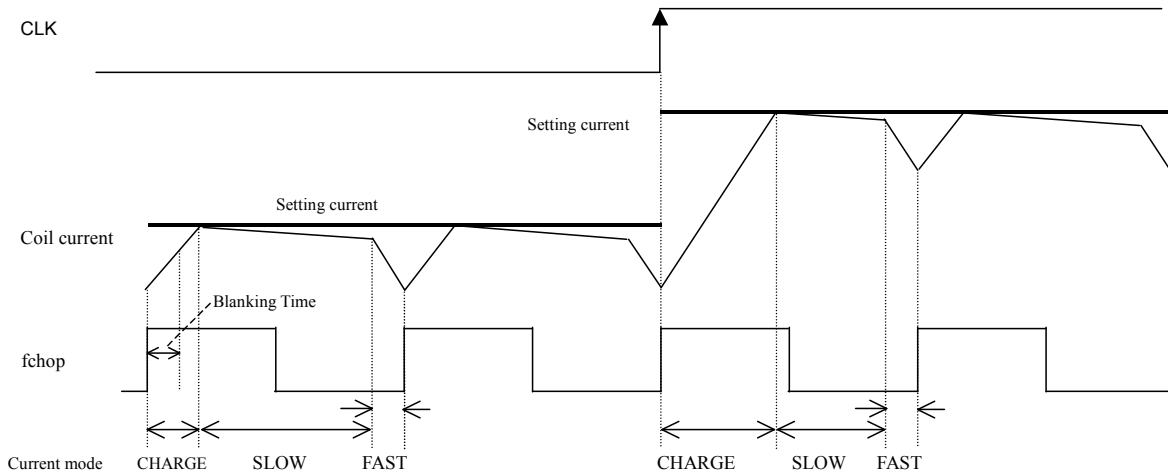 CLK
Setting current
Setting current
Coil current
Blanking Time
fchop
Current mode CHARGE SLOW FAST CHARGE SLOW FAST